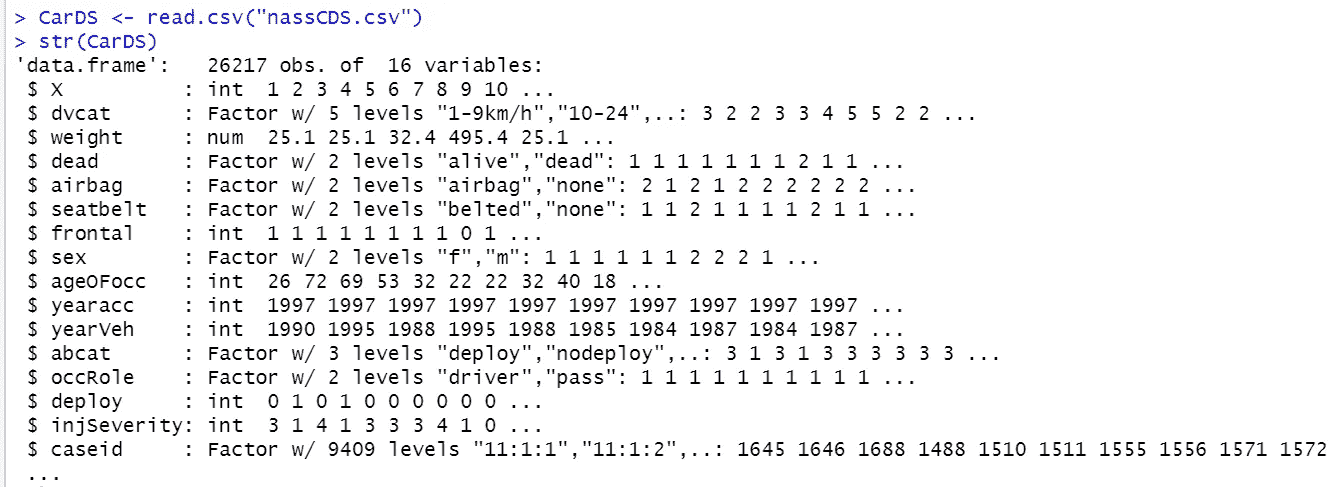 > CarDS <- read.csv("nassCDS.csv")
> str(CarDS)
'data.frame':   26217 obs. of  16 variables:
 $ X          : int  1 2 3 4 5 6 7 8 9 10 ...
 $ dvcat      : Factor w/ 5 levels "1-9km/h","10-24",..: 3 2 2 3 3 4 5 5 2 2 ...
 $ weight     : num  25.1 25.1 32.4 495.4 25.1 ...
 $ dead       : Factor w/ 2 levels "alive","dead": 1 1 1 1 1 1 1 2 1 1 ...
 $ airbag     : Factor w/ 2 levels "airbag","none": 2 1 2 1 2 2 2 2 2 2 ...
 $ seatbelt   : Factor w/ 2 levels "belted","none": 1 1 2 1 1 1 1 2 1 1 ...
 $ frontal    : int  1 1 1 1 1 1 1 1 0 1 ...
 $ sex        : Factor w/ 2 levels "f","m": 1 1 1 1 1 1 2 2 2 1 ...
 $ ageOFocc   : int  26 72 69 53 32 22 22 32 40 18 ...
 $ yearacc    : int  1997 1997 1997 1997 1997 1997 1997 1997 1997 1997 ...
 $ yearVeh    : int  1990 1995 1988 1995 1988 1985 1984 1987 1984 1987 ...
 $ abcat      : Factor w/ 3 levels "deploy","nodeploy",..: 3 1 3 1 3 3 3 3 3 3 ...
 $ occRole    : Factor w/ 2 levels "driver","pass": 1 1 1 1 1 1 1 1 1 1 ...
 $ deploy     : int  0 1 0 1 0 0 0 0 0 0 ...
 $ injSeverity: int  3 1 4 1 3 3 3 4 1 0 ...
 $ caseid     : Factor w/ 9409 levels "11:1:1","11:1:2",..: 1645 1646 1688 1488 1510 1511 1555 1556 1571 1572
 ...